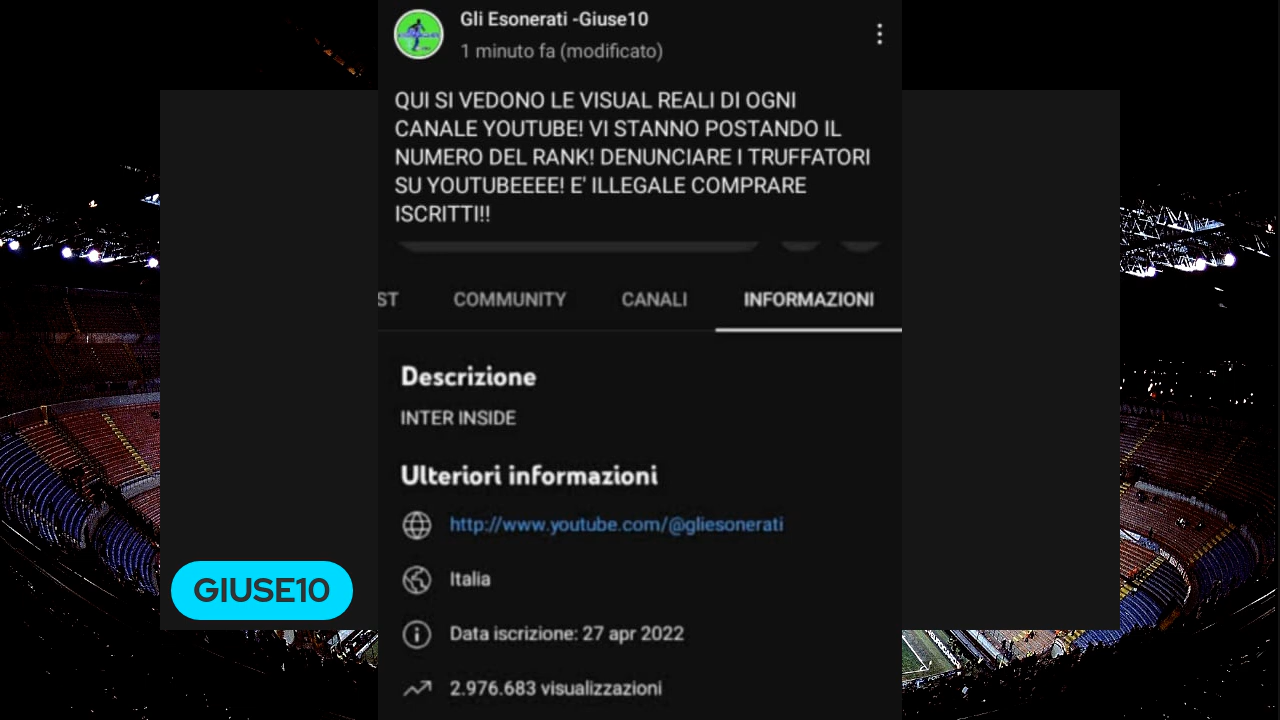 Gli Esonerati -Giuse10
1 minuto fa (modificato)
QUI SI VEDONO LE VISUAL REALI DI OGNI
CANALE YOUTUBE! VI STANNO POSTANDO IL
NUMERO DEL RANK! DENUNCIARE I TRUFFATORI
SU YOUTUBEEEE! E' ILLEGALE COMPRARE
ISCRITTI!!
ST COMMUNITY CANALI INFORMAZIONI
Descrizione
INTER INSIDE
Ulteriori informazioni
http://www.youtube.com/@gliesonerati
Italia
Data iscrizione: 27 apr 2022
2.976.683 visualizzazioni
GIUSE10